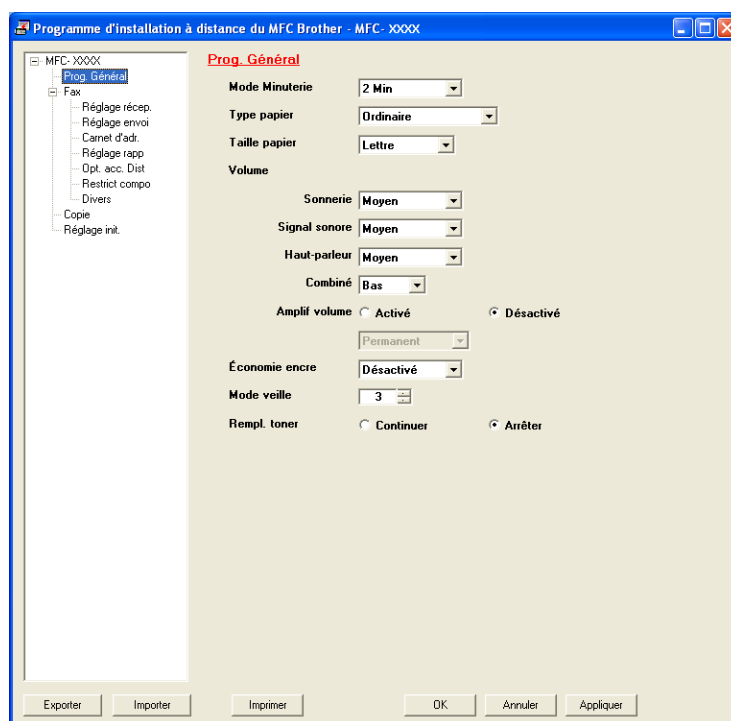 Programme d'installation à distance du MFC Brother - MFC- XXXX
MFC- XXXX
Prog. Général
Fax
Réglage récep.
Réglage envoi
Carnet d'adr.
Réglage rapp
Opt. acc. Dist
Restrict compo
Divers
Copie
Réglage init.
Prog. Général
Mode Minuterie 2 Min
Type papier Ordinaire
Taille papier Lettre
Volume
Sonnerie Moyen
Signal sonore Moyen
Haut-parleur Moyen
Combiné Bas
Amplif volume Activé Désactivé
Permanent
Économie encre Désactivé
Mode veille 3
Rempl. toner Continuer Arrêter
Exporter Importer Imprimer OK Annuler Appliquer